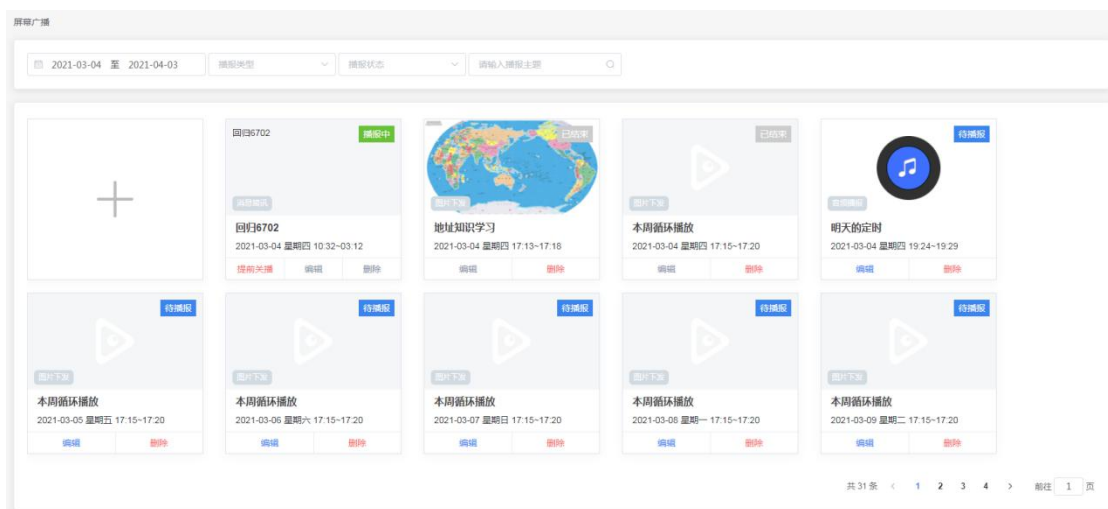 屏幕广播
2021-03-04 至 2021-04-03 播报类型 播报状态 请输入播报主题
回归6702 播报中
消息喊讯
回归6702
2021-03-04 星期四 10:32~03:12
提前关播 编辑 删除
已结束
图片下发
地址知识学习
2021-03-04 星期四 17:13~17:18
编辑 删除
已结束
图片下发
本周循环播放
2021-03-04 星期四 17:15~17:20
编辑 删除
待播报
音频播报
明天的定时
2021-03-04 星期四 19:24~19:29
编辑 删除
待播报
图片下发
本周循环播放
2021-03-05 星期五 17:15~17:20
编辑 删除
待播报
图片下发
本周循环播放
2021-03-06 星期六 17:15~17:20
编辑 删除
待播报
图片下发
本周循环播放
2021-03-07 星期日 17:15~17:20
编辑 删除
待播报
图片下发
本周循环播放
2021-03-08 星期一 17:15~17:20
编辑 删除
待播报
图片下发
本周循环播放
2021-03-09 星期二 17:15~17:20
编辑 删除
共 31 条 < 1 2 3 4 > 前往 1 页